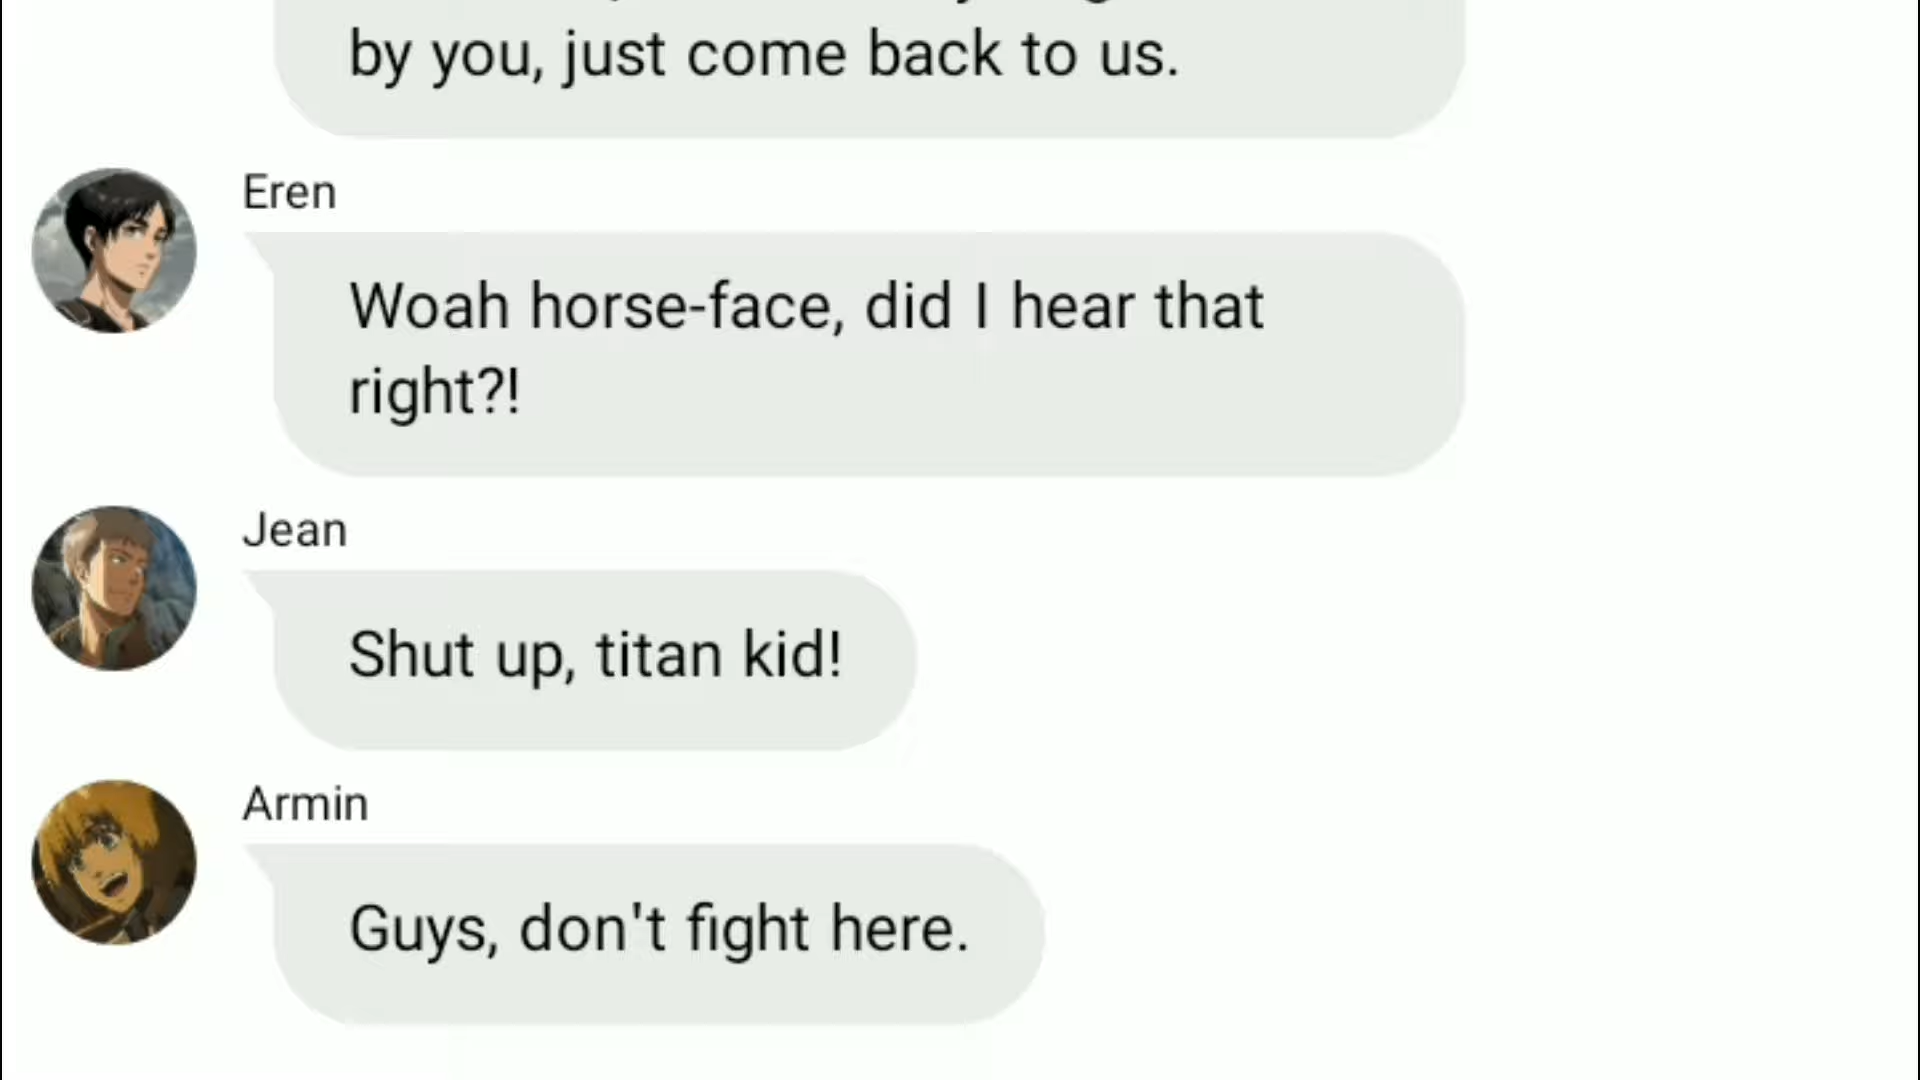 by you, just come back to us.
Eren
Woah horse-face, did I hear that
right?!
Jean
Shut up, titan kid!
Armin
Guys, don't fight here.